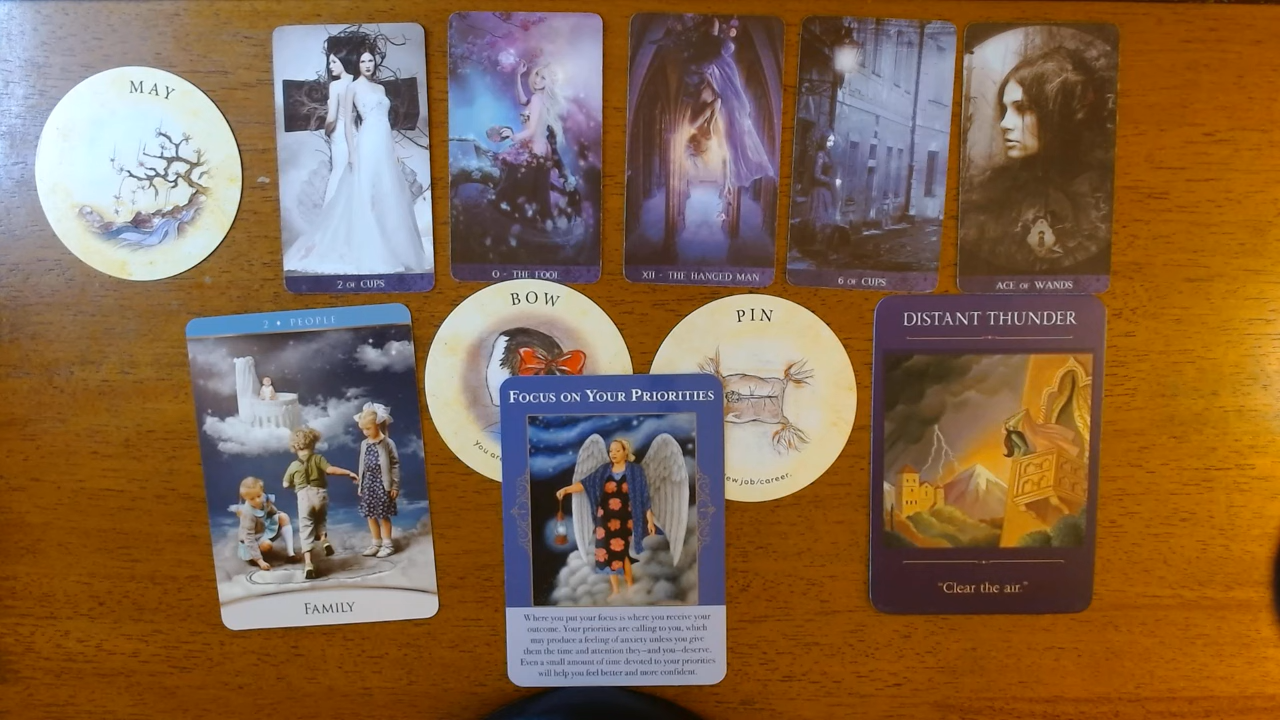 MAY
2 OF CUPS
0 - THE FOOL
XII - THE HANGED MAN
6 OF CUPS
ACE OF WANDS
2 • PEOPLE
FAMILY
BOW
You are
PIN
job/career.
FOCUS ON YOUR PRIORITIES
Where you put your focus is where you receive your
outcome. Your priorities are calling to you, which
may produce a feeling of anxiety unless you give
them the time and attention they—and you—deserve.
Even a small amount of time devoted to your priorities
will help you feel better and more confident.
DISTANT THUNDER
"Clear the air."